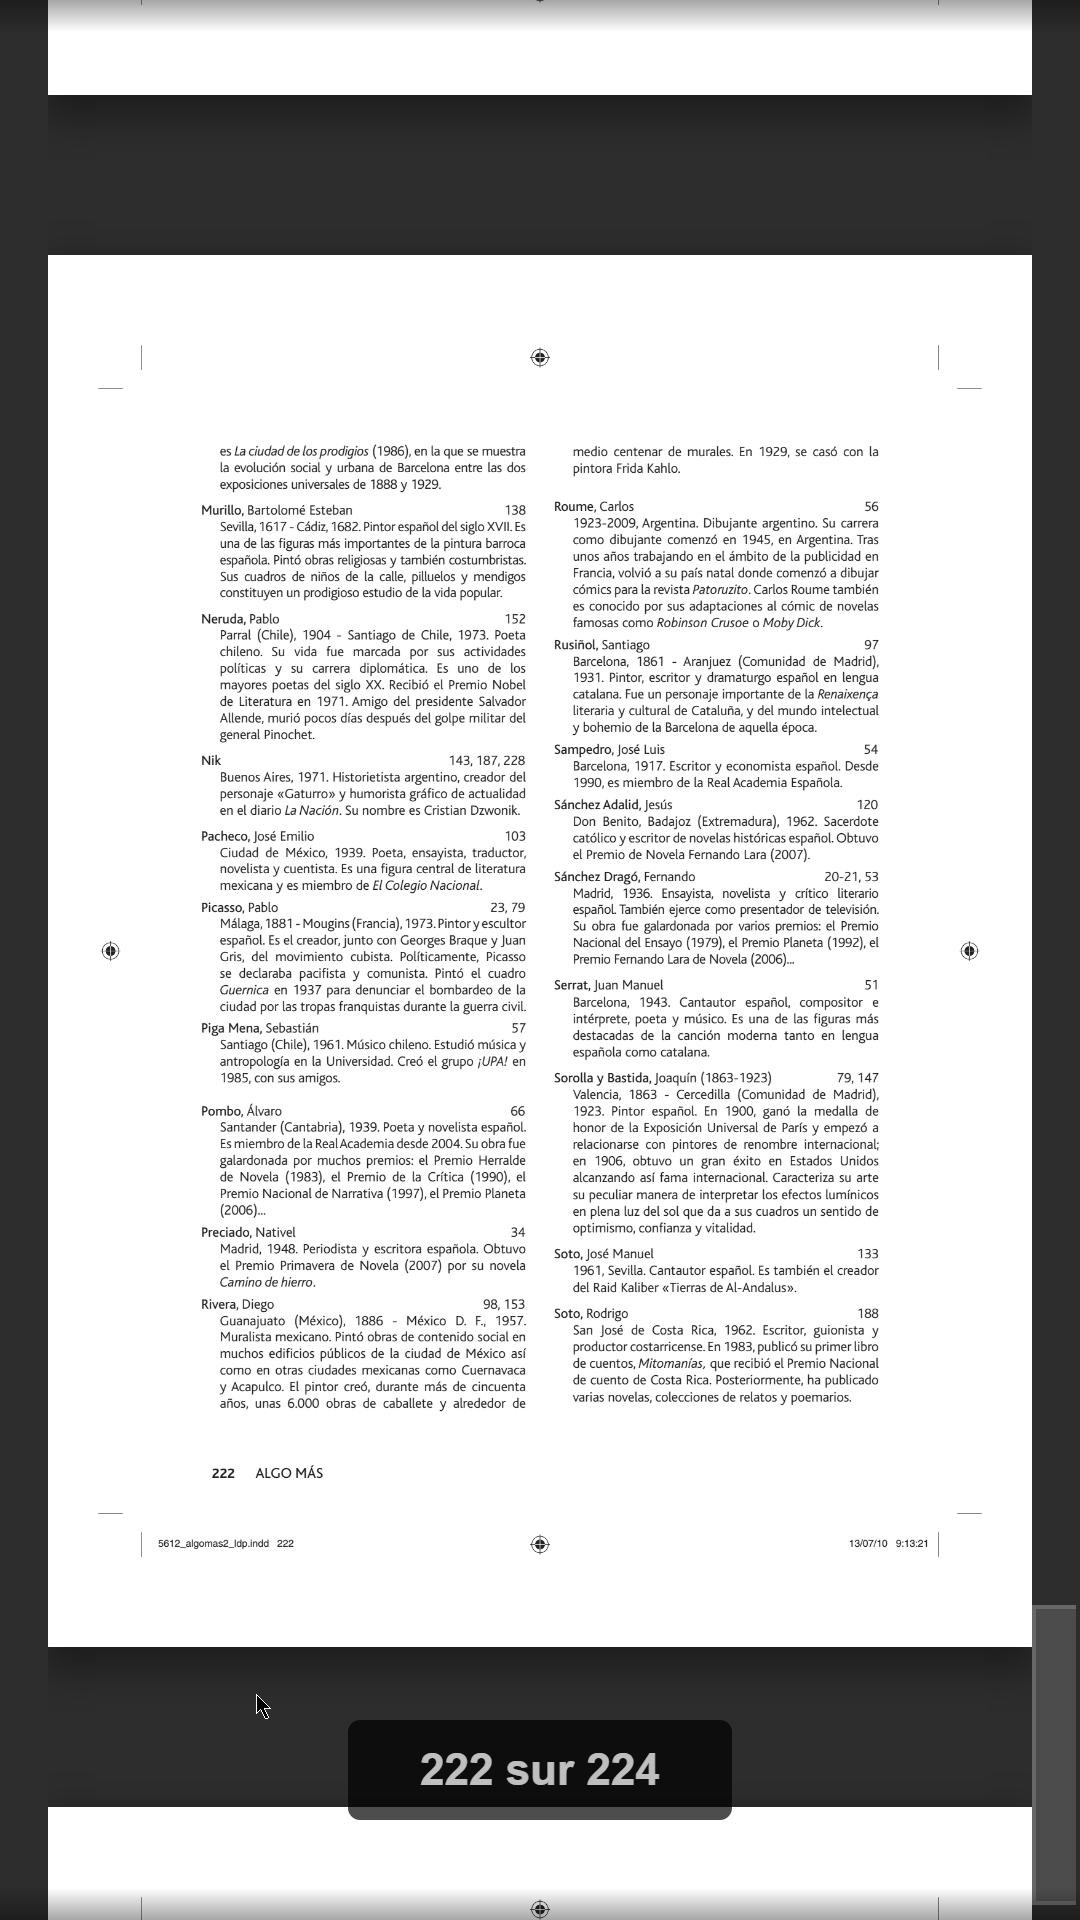 es La ciudad de los prodigios (1986), en la que se muestra
la evolución social y urbana de Barcelona entre las dos
exposiciones universales de 1888 y 1929.
Murillo, Bartolomé Esteban 138
Sevilla, 1617 - Cádiz, 1682. Pintor español del siglo XVII. Es
una de las figuras más importantes de la pintura barroca
española. Pintó obras religiosas y también costumbristas.
Sus cuadros de niños de la calle, pilluelos y mendigos
constituyen un prodigioso estudio de la vida popular.
Neruda, Pablo 152
Parral (Chile), 1904 - Santiago de Chile, 1973. Poeta
chileno. Su vida fue marcada por sus actividades
políticas y su carrera diplomática. Es uno de los
mayores poetas del siglo XX. Recibió el Premio Nobel
de Literatura en 1971. Amigo del presidente Salvador
Allende, murió pocos días después del golpe militar del
general Pinochet.
Nik 143, 187, 228
Buenos Aires, 1971. Historietista argentino, creador del
personaje «Gaturro» y humorista gráfico de actualidad
en el diario La Nación. Su nombre es Cristian Dzwonik.
Pacheco, José Emilio 103
Ciudad de México, 1939. Poeta, ensayista, traductor,
novelista y cuentista. Es una figura central de literatura
mexicana y es miembro de El Colegio Nacional.
Picasso, Pablo 23, 79
Málaga, 1881 - Mougins (Francia), 1973. Pintor y escultor
español. Es el creador, junto con Georges Braque y Juan
Gris, del movimiento cubista. Políticamente, Picasso
se declaraba pacifista y comunista. Pintó el cuadro
Guernica en 1937 para denunciar el bombardeo de la
ciudad por las tropas franquistas durante la guerra civil.
Piga Mena, Sebastián 57
Santiago (Chile), 1961. Músico chileno. Estudió música y
antropología en la Universidad. Creó el grupo ¡UPA! en
1985, con sus amigos.
Pombo, Álvaro 66
Santander (Cantabria), 1939. Poeta y novelista español.
Es miembro de la Real Academia desde 2004. Su obra fue
galardonada por muchos premios: el Premio Herralde
de Novela (1983), el Premio de la Crítica (1990), el
Premio Nacional de Narrativa (1997), el Premio Planeta
(2006)...
Preciado, Nativel 34
Madrid, 1948. Periodista y escritora española. Obtuvo
el Premio Primavera de Novela (2007) por su novela
Camino de hierro.
Rivera, Diego 98, 153
Guanajuato (México), 1886 - México D. F., 1957.
Muralista mexicano. Pintó obras de contenido social en
muchos edificios públicos de la ciudad de México así
como en otras ciudades mexicanas como Cuernavaca
y Acapulco. El pintor creó, durante más de cincuenta
años, unas 6.000 obras de caballete y alrededor de
medio centenar de murales. En 1929, se casó con la
pintora Frida Kahlo.
Roume, Carlos 56
1923-2009, Argentina. Dibujante argentino. Su carrera
como dibujante comenzó en 1945, en Argentina. Tras
unos años trabajando en el ámbito de la publicidad en
Francia, volvió a su país natal donde comenzó a dibujar
cómics para la revista Patoruzito. Carlos Roume también
es conocido por sus adaptaciones al cómic de novelas
famosas como Robinson Crusoe o Moby Dick.
Rusiñol, Santiago 97
Barcelona, 1861 - Aranjuez (Comunidad de Madrid),
1931. Pintor, escritor y dramaturgo español en lengua
catalana. Fue un personaje importante de la Renaixença
literaria y cultural de Cataluña, y del mundo intelectual
y bohemio de la Barcelona de aquella época.
Sampedro, José Luis 54
Barcelona, 1917. Escritor y economista español. Desde
1990, es miembro de la Real Academia Española.
Sánchez Adalid, Jesús 120
Don Benito, Badajoz (Extremadura), 1962. Sacerdote
católico y escritor de novelas históricas español. Obtuvo
el Premio de Novela Fernando Lara (2007).
Sánchez Dragó, Fernando 20-21, 53
Madrid, 1936. Ensayista, novelista y crítico literario
español. También ejerce como presentador de televisión.
Su obra fue galardonada por varios premios: el Premio
Nacional del Ensayo (1979), el Premio Planeta (1992), el
Premio Fernando Lara de Novela (2006)...
Serrat, Juan Manuel 51
Barcelona, 1943. Cantautor español, compositor e
intérprete, poeta y músico. Es una de las figuras más
destacadas de la canción moderna tanto en lengua
española como catalana.
Sorolla y Bastida, Joaquín (1863-1923) 79, 147
Valencia, 1863 - Cercedilla (Comunidad de Madrid),
1923. Pintor español. En 1900, ganó la medalla de
honor de la Exposición Universal de París y empezó a
relacionarse con pintores de renombre internacional;
en 1906, obtuvo un gran éxito en Estados Unidos
alcanzando así fama internacional. Caracteriza su arte
su peculiar manera de interpretar los efectos lumínicos
en plena luz del sol que da a sus cuadros un sentido de
optimismo, confianza y vitalidad.
Soto, José Manuel 133
1961, Sevilla. Cantautor español. Es también el creador
del Raid Kaliber «Tierras de Al-Andalus».
Soto, Rodrigo 188
San José de Costa Rica, 1962. Escritor, guionista y
productor costarricense. En 1983, publicó su primer libro
de cuentos, Mitomanías, que recibió el Premio Nacional
de cuento de Costa Rica. Posteriormente, ha publicado
varias novelas, colecciones de relatos y poemarios.
222 ALGO MÁS
5612_algomas2_ldp.indd 222 13/07/10 9:13:21
222 sur 224